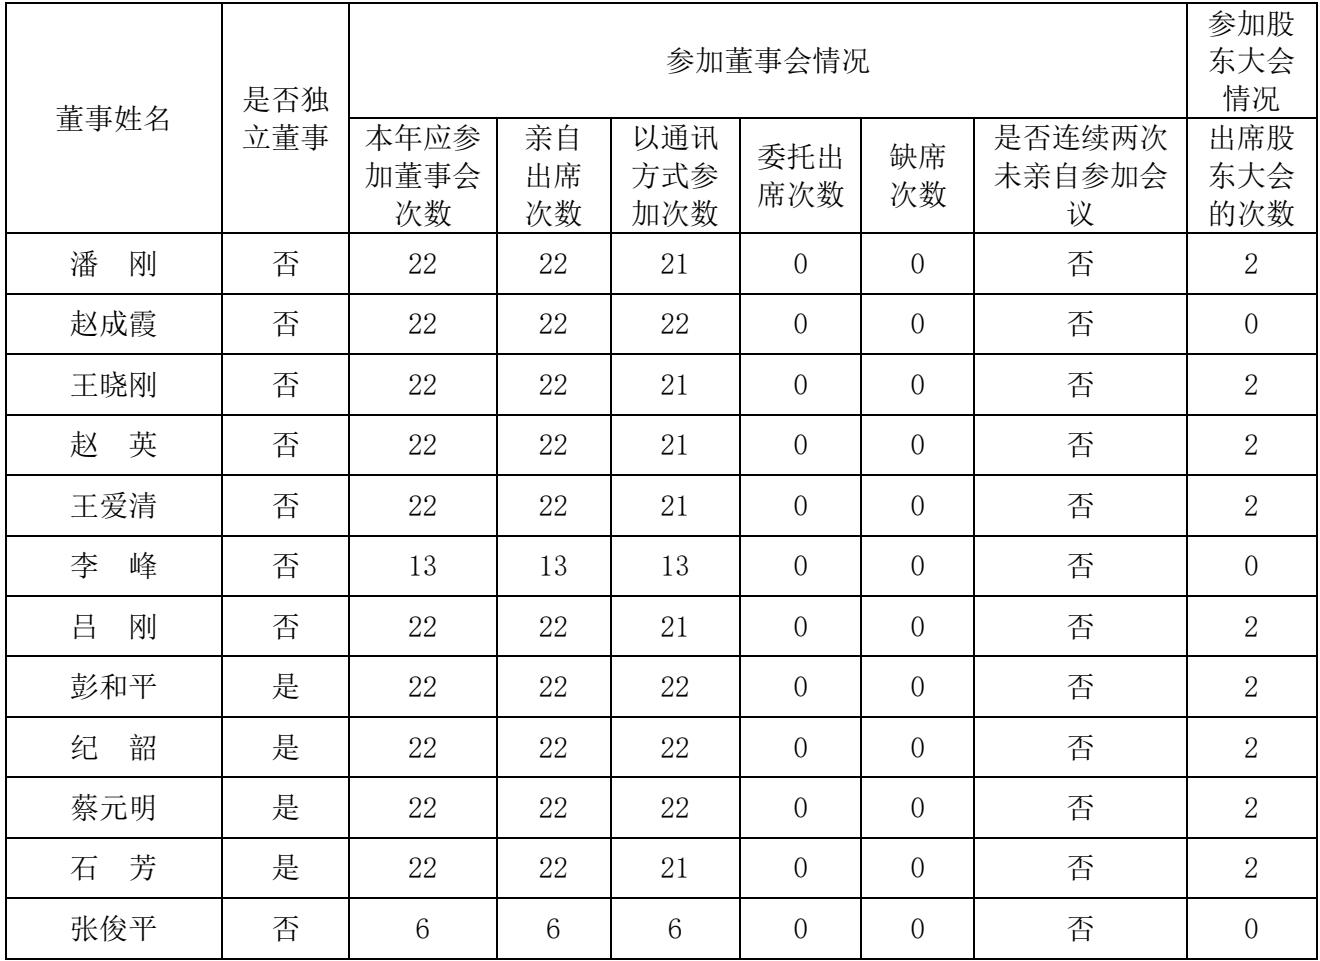 董事姓名 是否独立董事 参加董事会情况 参加股东大会情况
本年应参加董事会次数 亲自出席次数 以通讯方式参加次数 委托出席次数 缺席次数 是否连续两次未亲自参加会议 出席股东大会的次数
潘 刚 否 22 22 21 0 0 否 2
赵成霞 否 22 22 22 0 0 否 0
王晓刚 否 22 22 21 0 0 否 2
赵 英 否 22 22 21 0 0 否 2
王爱清 否 22 22 21 0 0 否 2
李 峰 否 13 13 13 0 0 否 0
吕 刚 否 22 22 21 0 0 否 2
彭和平 是 22 22 22 0 0 否 2
纪 韶 是 22 22 22 0 0 否 2
蔡元明 是 22 22 22 0 0 否 2
石 芳 是 22 22 21 0 0 否 2
张俊平 否 6 6 6 0 0 否 0